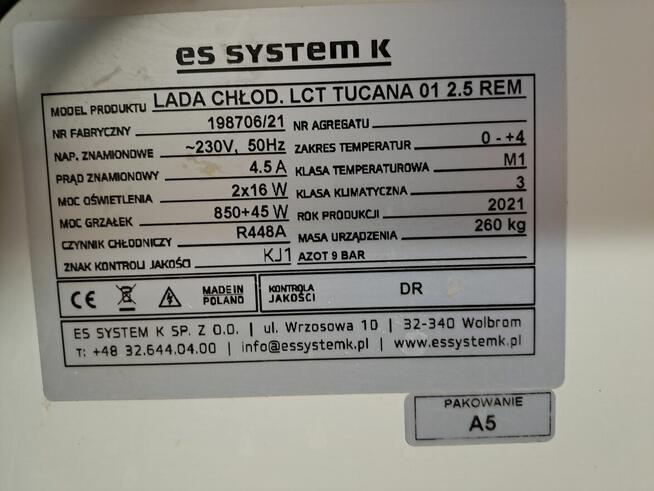 es SYSTEM K
MODEL PRODUKTU LADA CHŁOD. LCT TUCANA 01 2.5 REM
NR FABRYCZNY 198706/21 NR AGREGATU
NAP. ZNAMIONOWE ~230V, 50Hz ZAKRES TEMPERATUR 0 - +4
PRĄD ZNAMIONOWY 4.5 A KLASA TEMPERATUROWA M1
MOC OŚWIETLENIA 2x16 W KLASA KLIMATYCZNA 3
MOC GRZAŁEK 850+45 W ROK PRODUKCJI 2021
CZYNNIK CHŁODNICZY R448A MASA URZĄDZENIA 260 kg
ZNAK KONTROLI JAKOŚCI KJ1 AZOT 9 BAR
CE MADE IN POLAND KONTROLA JAKOŚCI DR
ES SYSTEM K SP. Z O.O. | ul. Wrzosowa 10 | 32-340 Wolbrom
T: +48 32.644.04.00 | info@essystemk.pl | www.essystemk.pl
PAKOWANIE
A5